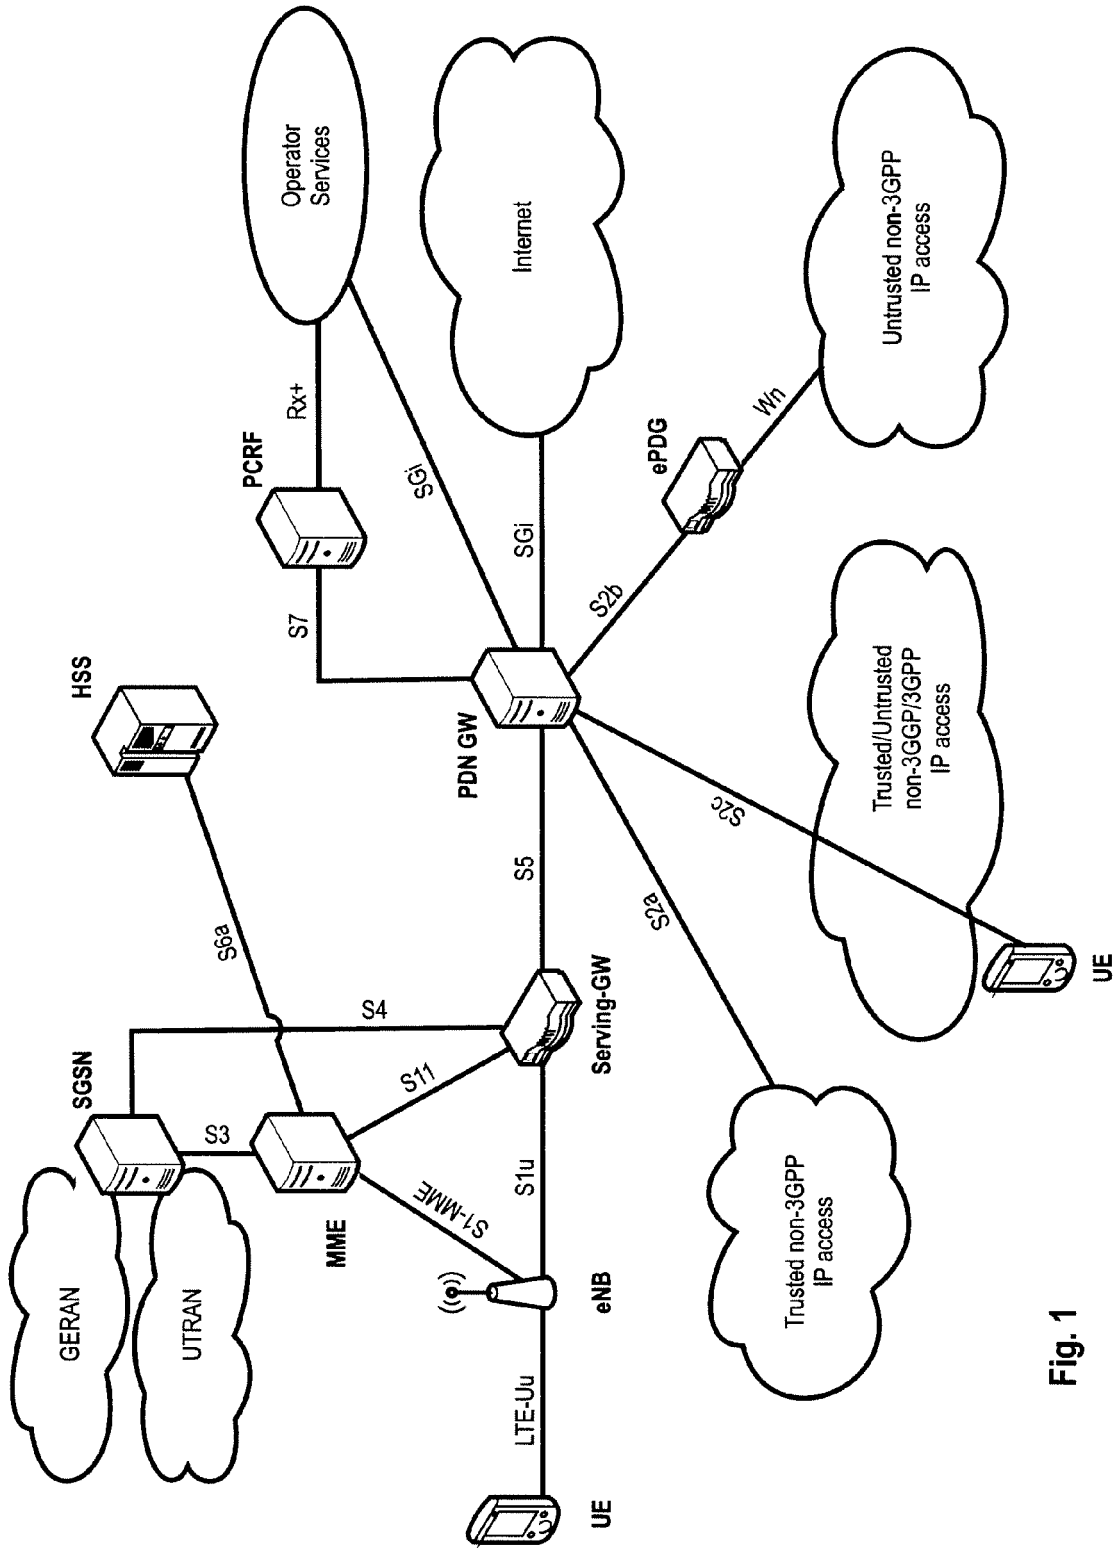 GERAN
UTRAN
SGSN
S3
MME
S6a
HSS
S4
S11
S1-MME
PCRF
S7
Rx+
Operator
Services
SGi
UE
LTE-Uu
eNB
S1u
Serving-GW
S5
PDN GW
SGi
Internet
S2a
Trusted non-3GPP
IP access
S2c
Trusted/Untrusted
non-3GGP/3GPP
IP access
UE
S2b
ePDG
Wn
Untrusted non-3GPP
IP access
Fig. 1